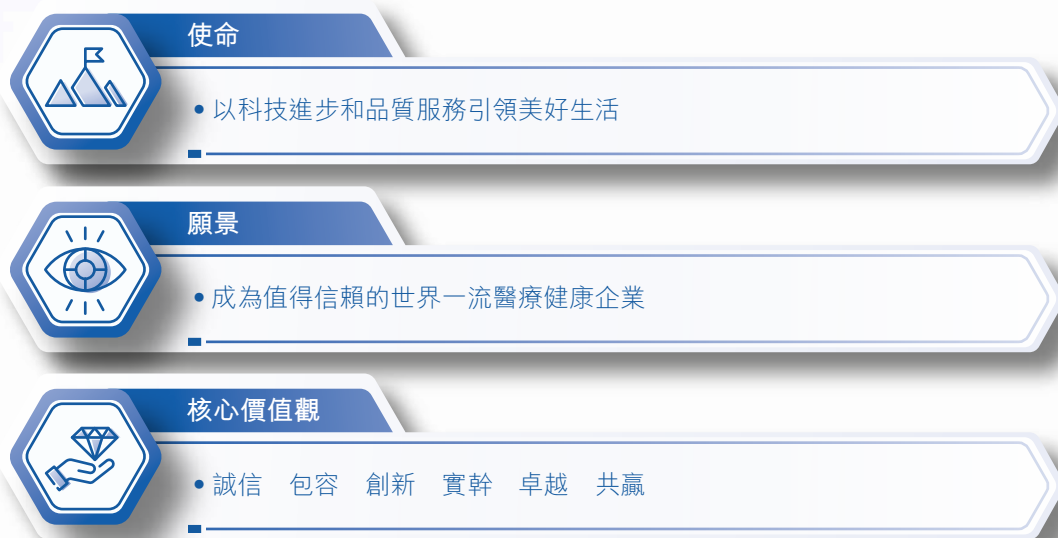 使命
•以科技進步和品質服務引領美好生活
願景
•成為值得信賴的世界一流醫療健康企業
核心價值觀
•誠信　包容　創新　實幹　卓越　共贏